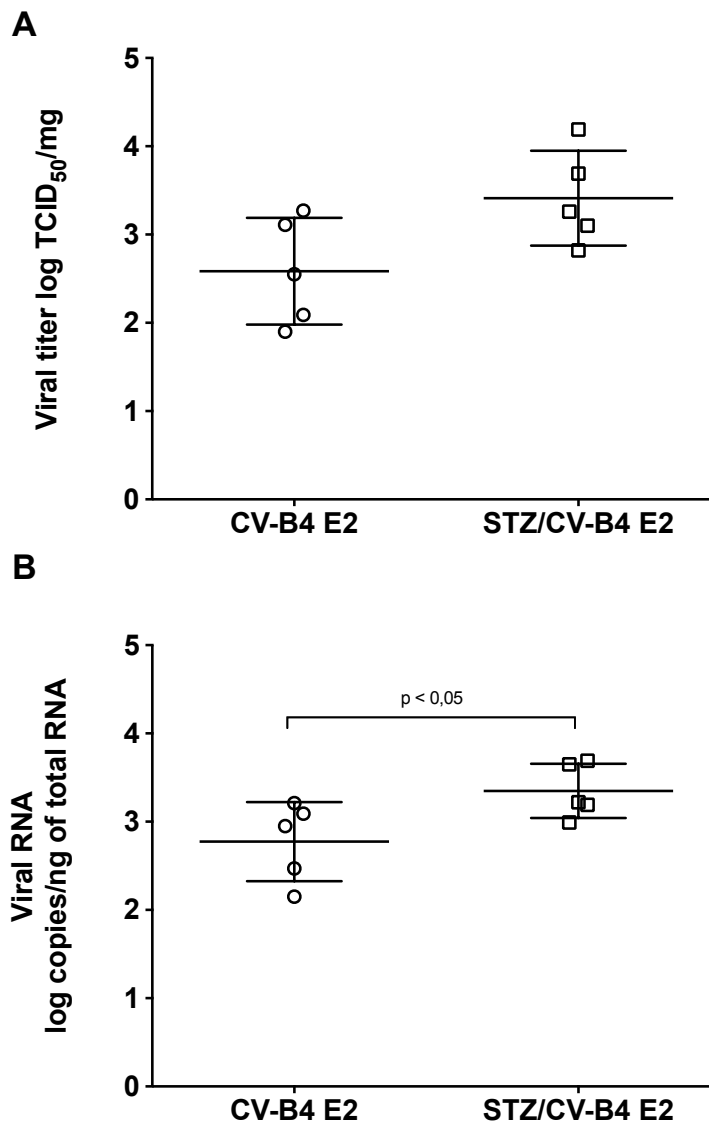 A
Viral titer log TCID50/mg
5
4
3
2
1
0
CV-B4 E2
STZ/CV-B4 E2
B
Viral RNA
log copies/ng of total RNA
5
4
3
2
1
0
p < 0,05
CV-B4 E2
STZ/CV-B4 E2